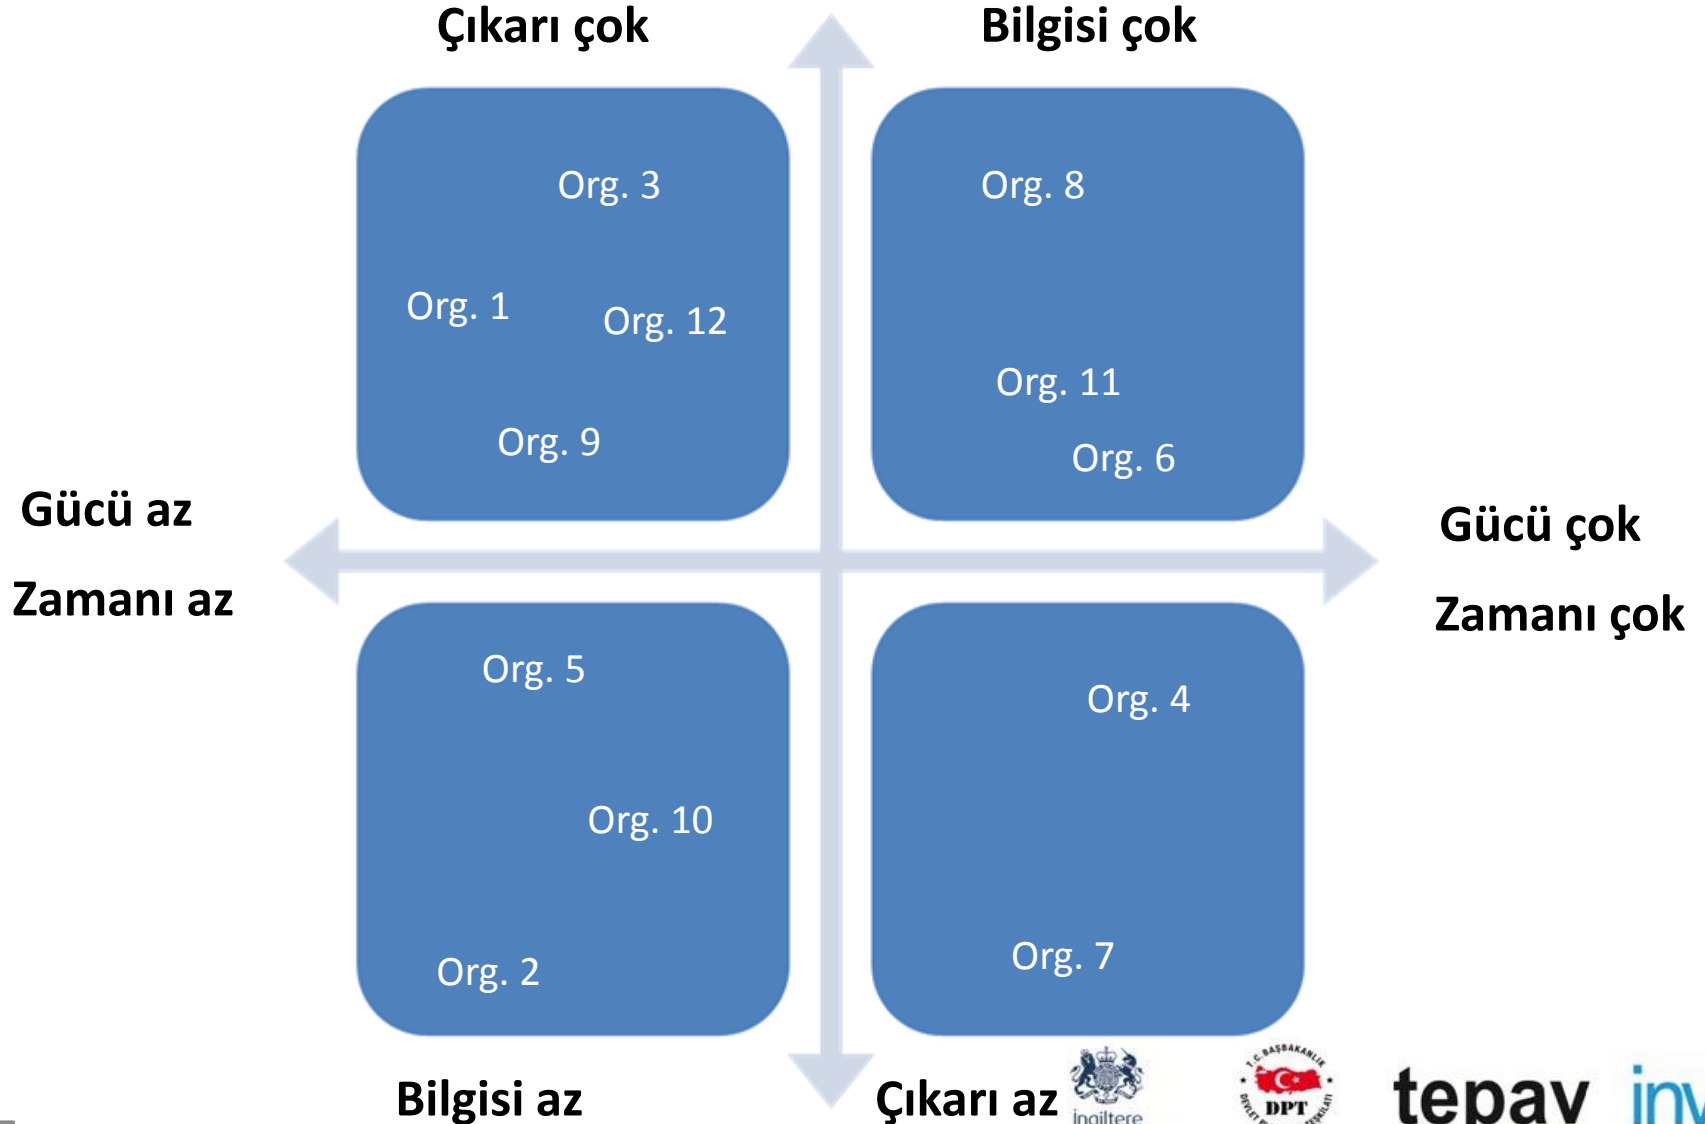 Çıkarı çok
Bilgisi çok
Org. 3
Org. 8
Org. 1
Org. 12
Org. 11
Org. 9
Org. 6
Gücü az
Gücü çok
Zamanı az
Zamanı çok
Org. 5
Org. 4
Org. 10
Org. 7
Org. 2
Bilgisi az
Çıkarı az
İngiltere
T.C. BAŞBAKANLIK
DPT
tepav